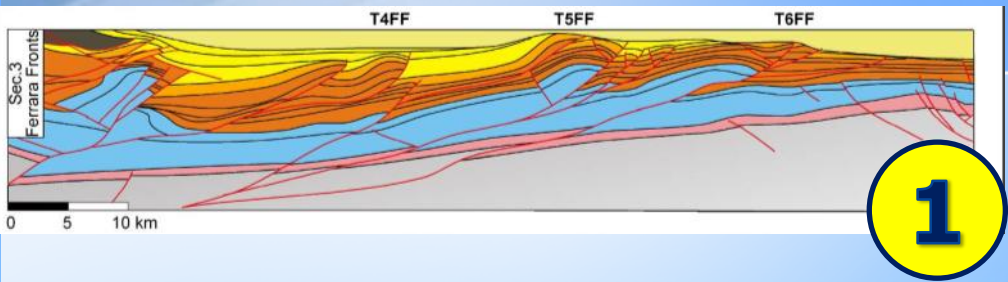 T4FF T5FF T6FF
Sec.3
Ferrara Fronts
0 5 10 km
1